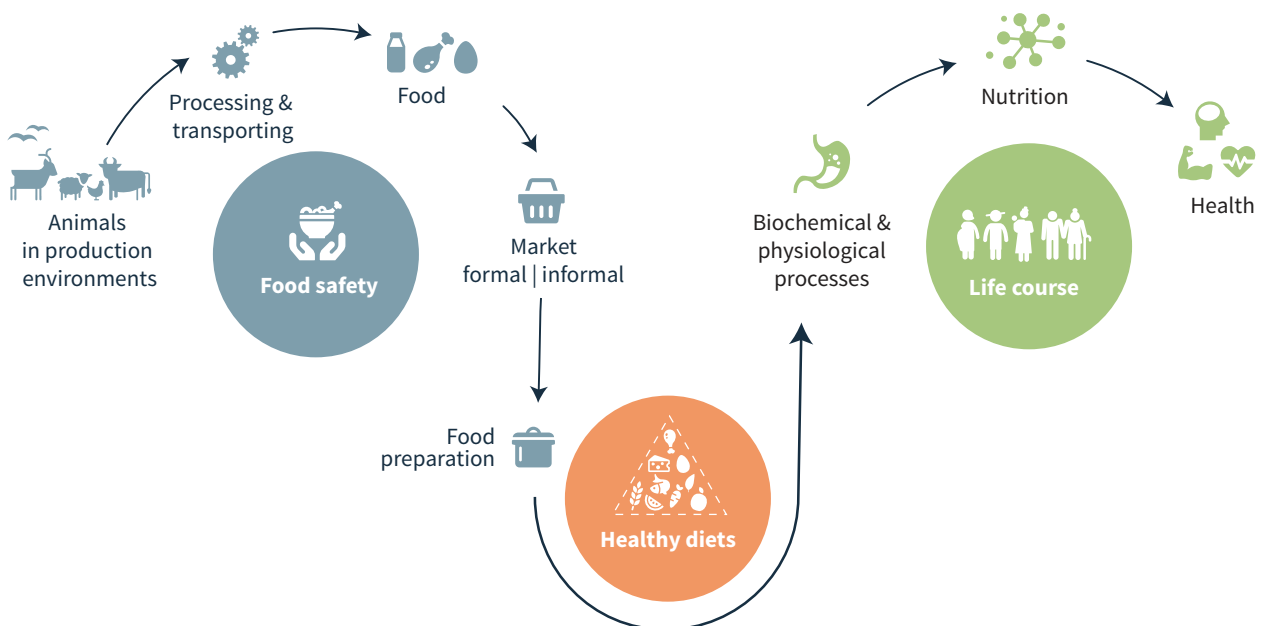 Processing &
transporting
Food
Animals
in production
environments
Food safety
Market
formal | informal
Food
preparation
Healthy diets
Biochemical &
physiological
processes
Nutrition
Life course
Health